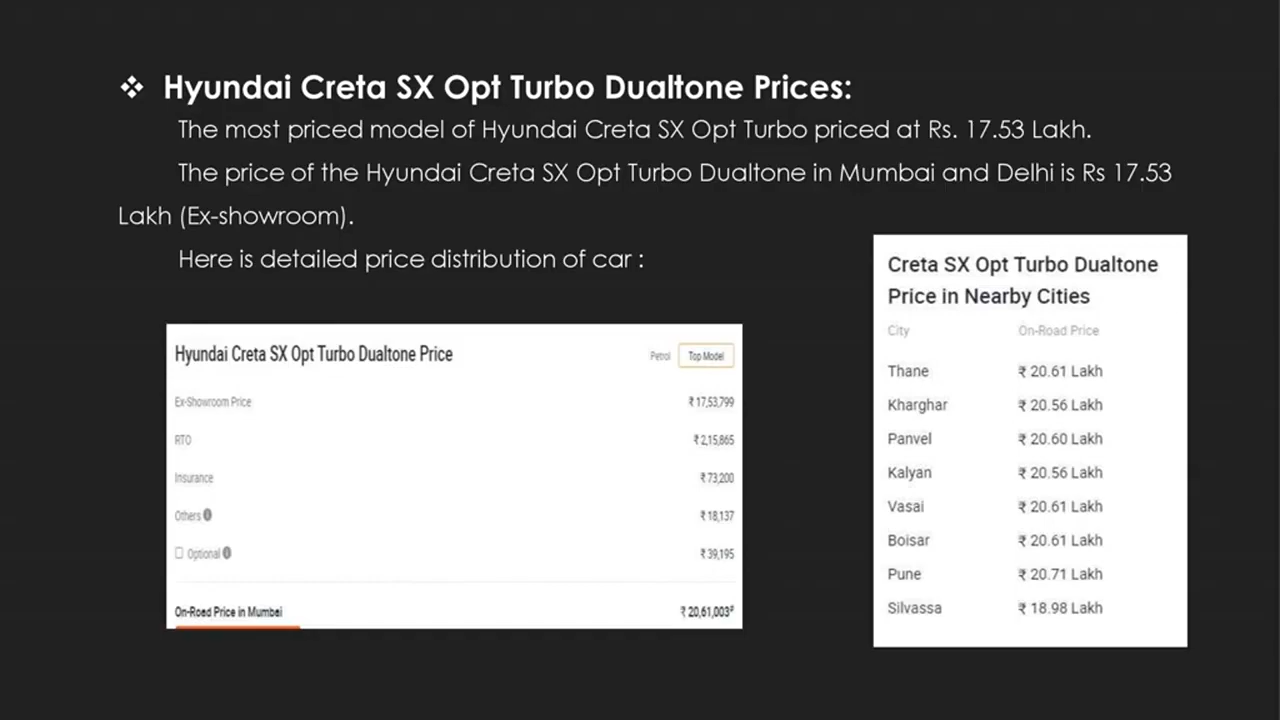 ❖ Hyundai Creta SX Opt Turbo Dualtone Prices:
The most priced model of Hyundai Creta SX Opt Turbo priced at Rs. 17.53 Lakh.
The price of the Hyundai Creta SX Opt Turbo Dualtone in Mumbai and Delhi is Rs 17.53
Lakh (Ex-showroom).
Here is detailed price distribution of car :
Hyundai Creta SX Opt Turbo Dualtone Price Petrol Top Model
Ex-Showroom Price ₹ 17,53,799
RTO ₹ 2,15,865
Insurance ₹ 73,200
Others ₹ 18,137
Optional ₹ 39,195
On-Road Price in Mumbai ₹ 20,61,003#
Creta SX Opt Turbo Dualtone
Price in Nearby Cities
City On-Road Price
Thane ₹ 20.61 Lakh
Kharghar ₹ 20.56 Lakh
Panvel ₹ 20.60 Lakh
Kalyan ₹ 20.56 Lakh
Vasai ₹ 20.61 Lakh
Boisar ₹ 20.61 Lakh
Pune ₹ 20.71 Lakh
Silvassa ₹ 18.98 Lakh